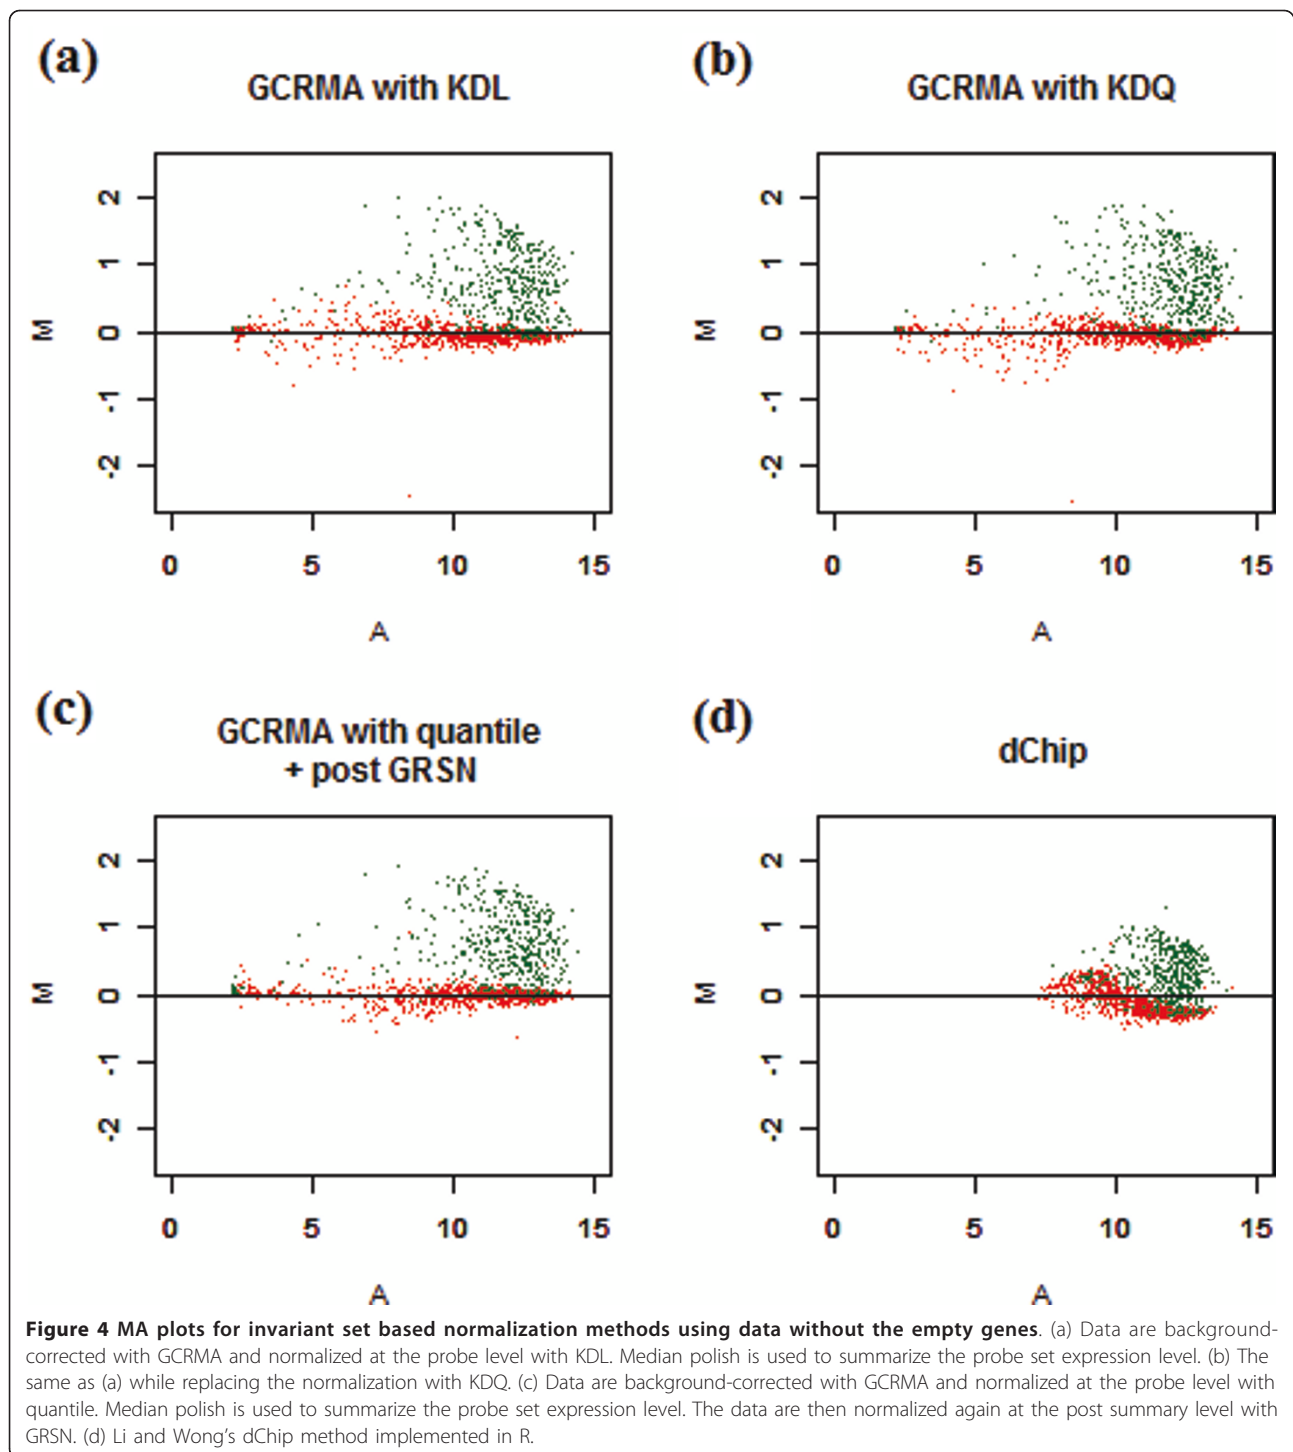 (a)
GCRMA with KDL
2
1
0
-1
-2
M
0 5 10 15
A
(b)
GCRMA with KDQ
2
1
0
-1
-2
M
0 5 10 15
A
(c)
GCRMA with quantile
+ post GRSN
2
1
0
-1
-2
M
0 5 10 15
A
(d)
dChip
2
1
0
-1
-2
M
0 5 10 15
A
Figure 4 MA plots for invariant set based normalization methods using data without the empty genes. (a) Data are background-
corrected with GCRMA and normalized at the probe level with KDL. Median polish is used to summarize the probe set expression level. (b) The
same as (a) while replacing the normalization with KDQ. (c) Data are background-corrected with GCRMA and normalized at the probe level with
quantile. Median polish is used to summarize the probe set expression level. The data are then normalized again at the post summary level with
GRSN. (d) Li and Wong's dChip method implemented in R.